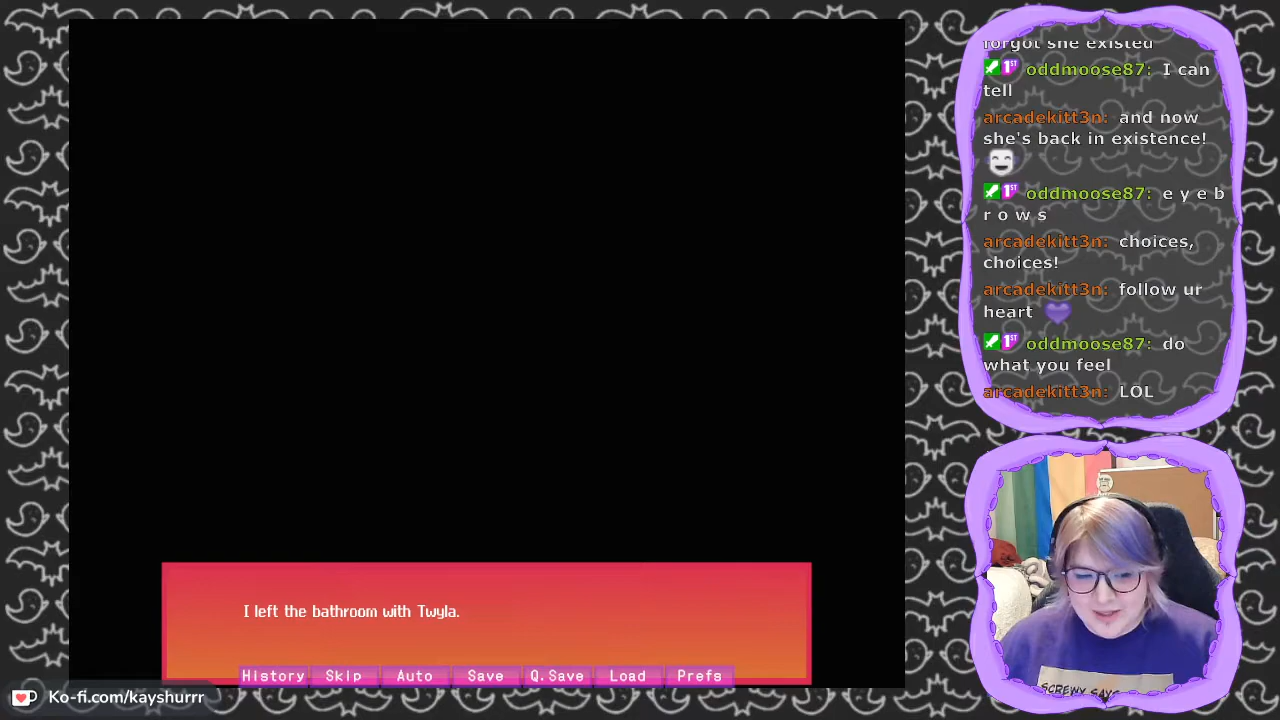 forgot she existed
oddmoose87: I can
tell
arcadekitt3n: and now
she's back in existence!
oddmoose87: e y e b
r o w s
arcadekitt3n: choices,
choices!
arcadekitt3n: follow ur
heart
oddmoose87: do
what you feel
arcadekitt3n: LOL
I left the bathroom with Twyla.
History Skip Auto Save Q.Save Load Prefs
Ko-fi.com/kayshurrr
SCREWY SAYS